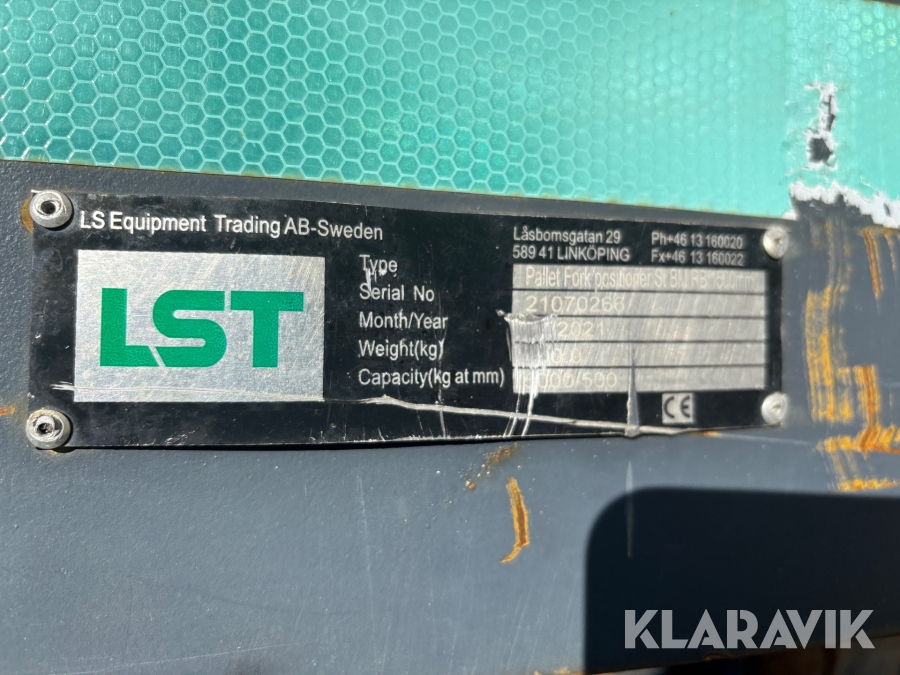 LS Equipment Trading AB-Sweden
Låsbomsgatan 29
589 41 LINKÖPING
Ph+46 13 160020
Fx+46 13 160022
LST
Type
Pallet Fork positioner St BM
Serial No
21070266
Month/Year
2021
Weight(kg)
Capacity(kg at mm)
/500
CE
KLARAVIK